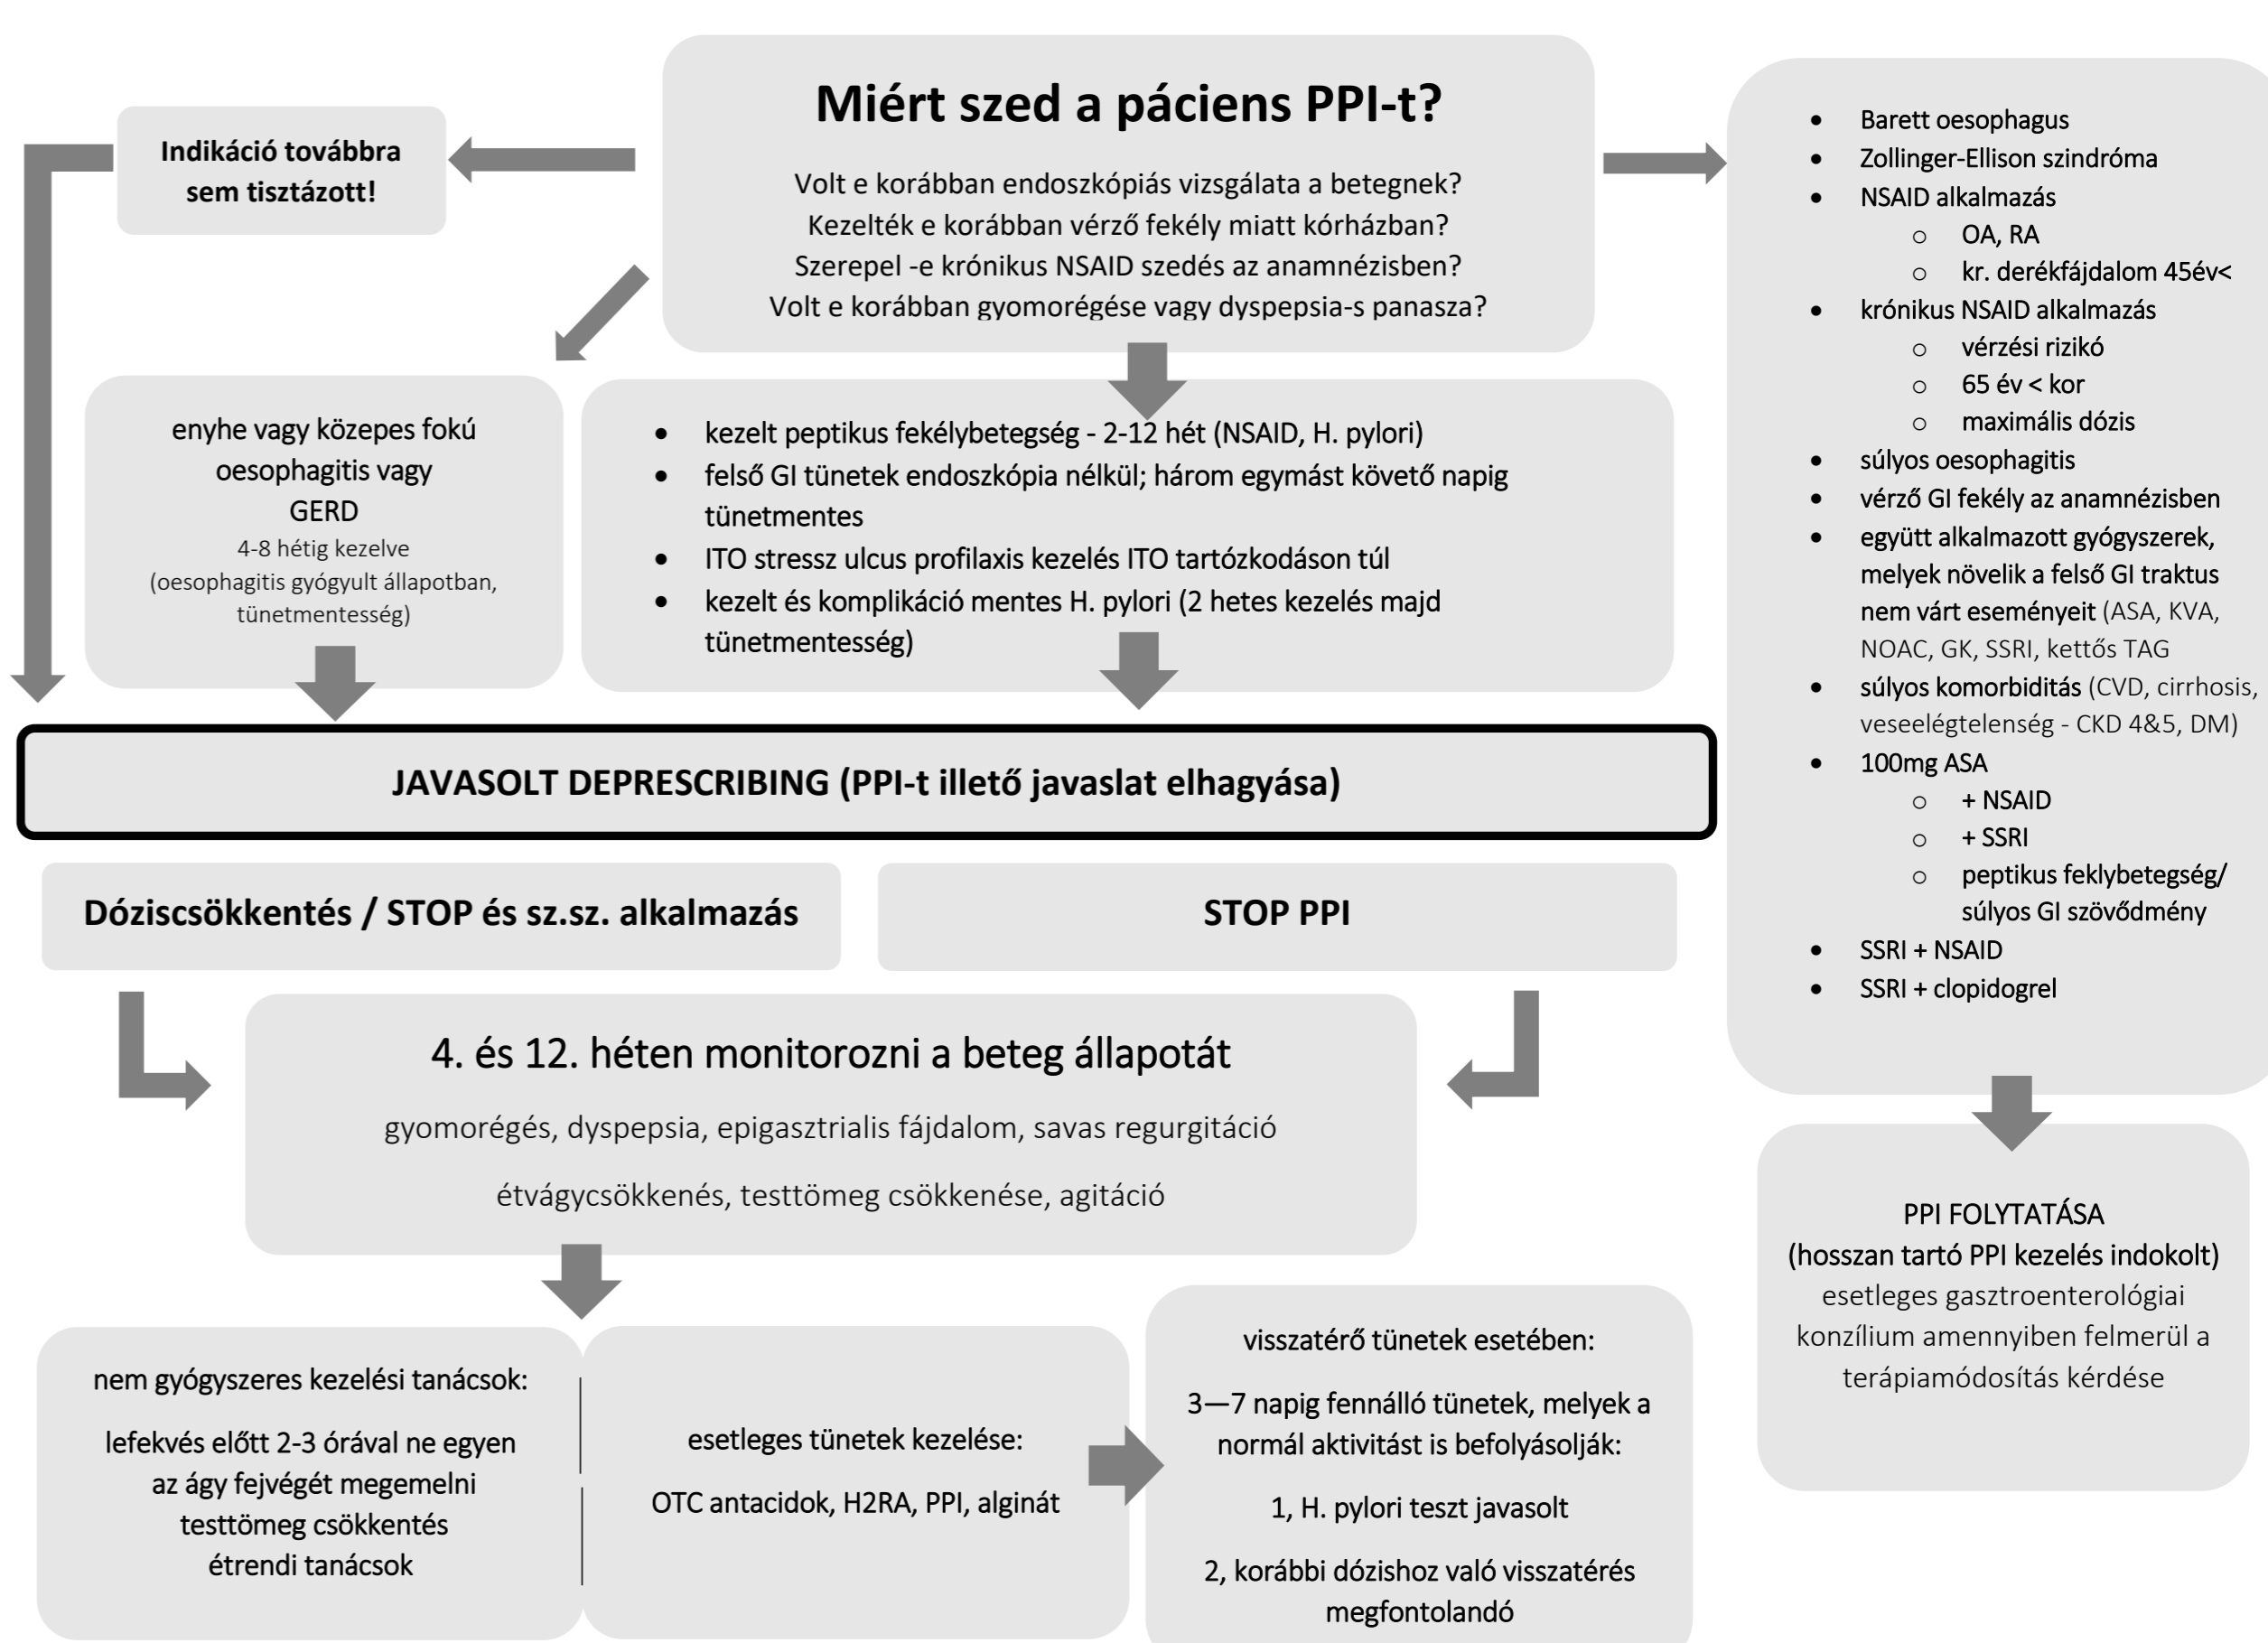 Miért szed a páciens PPI-t?
Volt e korábban endoszkópiás vizsgálata a betegnek?
Kezelték e korábban vérző fekély miatt kórházban?
Szerepel -e krónikus NSAID szedés az anamnézisben?
Volt e korábban gyomorégése vagy dyspepsia-s panasza?
Indikáció továbbra
sem tisztázott!
enyhe vagy közepes fokú
oesophagitis vagy
GERD
4-8 hétig kezelve
(oesophagitis gyógyult állapotban,
tünetmentesség)
• kezelt peptikus fekélybetegség - 2-12 hét (NSAID, H. pylori)
• felső GI tünetek endoszkópia nélkül; három egymást követő napig
tünetmentes
• ITO stressz ulcus profilaxis kezelés ITO tartózkodáson túl
• kezelt és komplikáció mentes H. pylori (2 hetes kezelés majd
tünetmentesség)
• Barett oesophagus
• Zollinger-Ellison szindróma
• NSAID alkalmazás
o OA, RA
o kr. derékfájdalom 45év<
• krónikus NSAID alkalmazás
o vérzési rizikó
o 65 év < kor
o maximális dózis
• súlyos oesophagitis
• vérző GI fekély az anamnézisben
• együtt alkalmazott gyógyszerek,
melyek növelik a felső GI traktus
nem várt eseményeit (ASA, KVA,
NOAC, GK, SSRI, kettős TAG
• súlyos komorbiditás (CVD, cirrhosis,
veseelégtelenség - CKD 4&5, DM)
• 100mg ASA
o + NSAID
o + SSRI
o peptikus feklybetegség/
súlyos GI szövődmény
• SSRI + NSAID
• SSRI + clopidogrel
JAVASOLT DEPRESCRIBING (PPI-t illető javaslat elhagyása)
Dóziscsökkentés / STOP és sz.sz. alkalmazás
STOP PPI
4. és 12. héten monitorozni a beteg állapotát
gyomorégés, dyspepsia, epigasztrialis fájdalom, savas regurgitáció
étvágycsökkenés, testtömeg csökkenése, agitáció
PPI FOLYTATÁSA
(hosszan tartó PPI kezelés indokolt)
esetleges gasztroenterológiai
konzílium amennyiben felmerül a
terápiamódosítás kérdése
nem gyógyszeres kezelési tanácsok:
lefekvés előtt 2-3 órával ne egyen
az ágy fejvégét megemelni
testtömeg csökkentés
étrendi tanácsok
esetleges tünetek kezelése:
OTC antacidok, H2RA, PPI, alginát
visszatérő tünetek esetében:
3—7 napig fennálló tünetek, melyek a
normál aktivitást is befolyásolják:
1, H. pylori teszt javasolt
2, korábbi dózishoz való visszatérés
megfontolandó